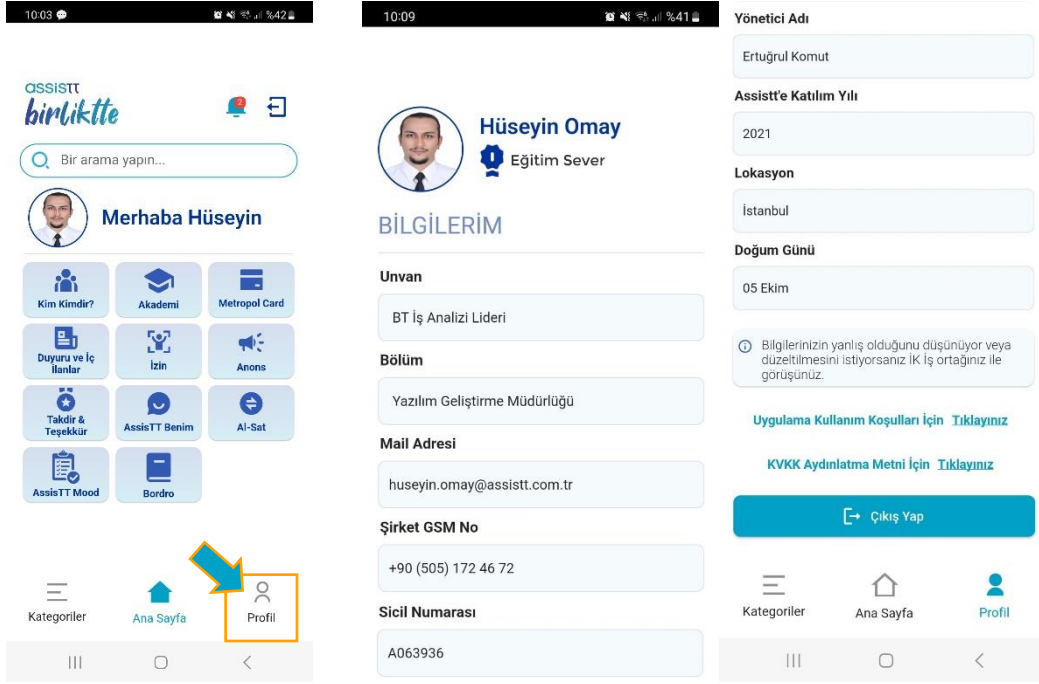 10:03
%42
assisTT
birliktte
2
Bir arama yapın...
Merhaba Hüseyin
Kim Kimdir?
Akademi
Metropol Card
Duyuru ve İç
İlanlar
İzin
Anons
Takdir &
Teşekkür
AssisTT Benim
Al-Sat
AssisTT Mood
Bordro
Kategoriler
Ana Sayfa
Profil
10:09
%41
Hüseyin Omay
Eğitim Sever
BİLGİLERİM
Unvan
BT İş Analizi Lideri
Bölüm
Yazılım Geliştirme Müdürlüğü
Mail Adresi
huseyin.omay@assistt.com.tr
Şirket GSM No
+90 (505) 172 46 72
Sicil Numarası
A063936
Yönetici Adı
Ertuğrul Komut
Assistt'e Katılım Yılı
2021
Lokasyon
İstanbul
Doğum Günü
05 Ekim
Bilgilerinizin yanlış olduğunu düşünüyor veya
düzeltilmesini istiyorsanız İK İş ortağınız ile
görüşünüz.
Uygulama Kullanım Koşulları İçin Tıklayınız
KVKK Aydınlatma Metni İçin Tıklayınız
Çıkış Yap
Kategoriler
Ana Sayfa
Profil